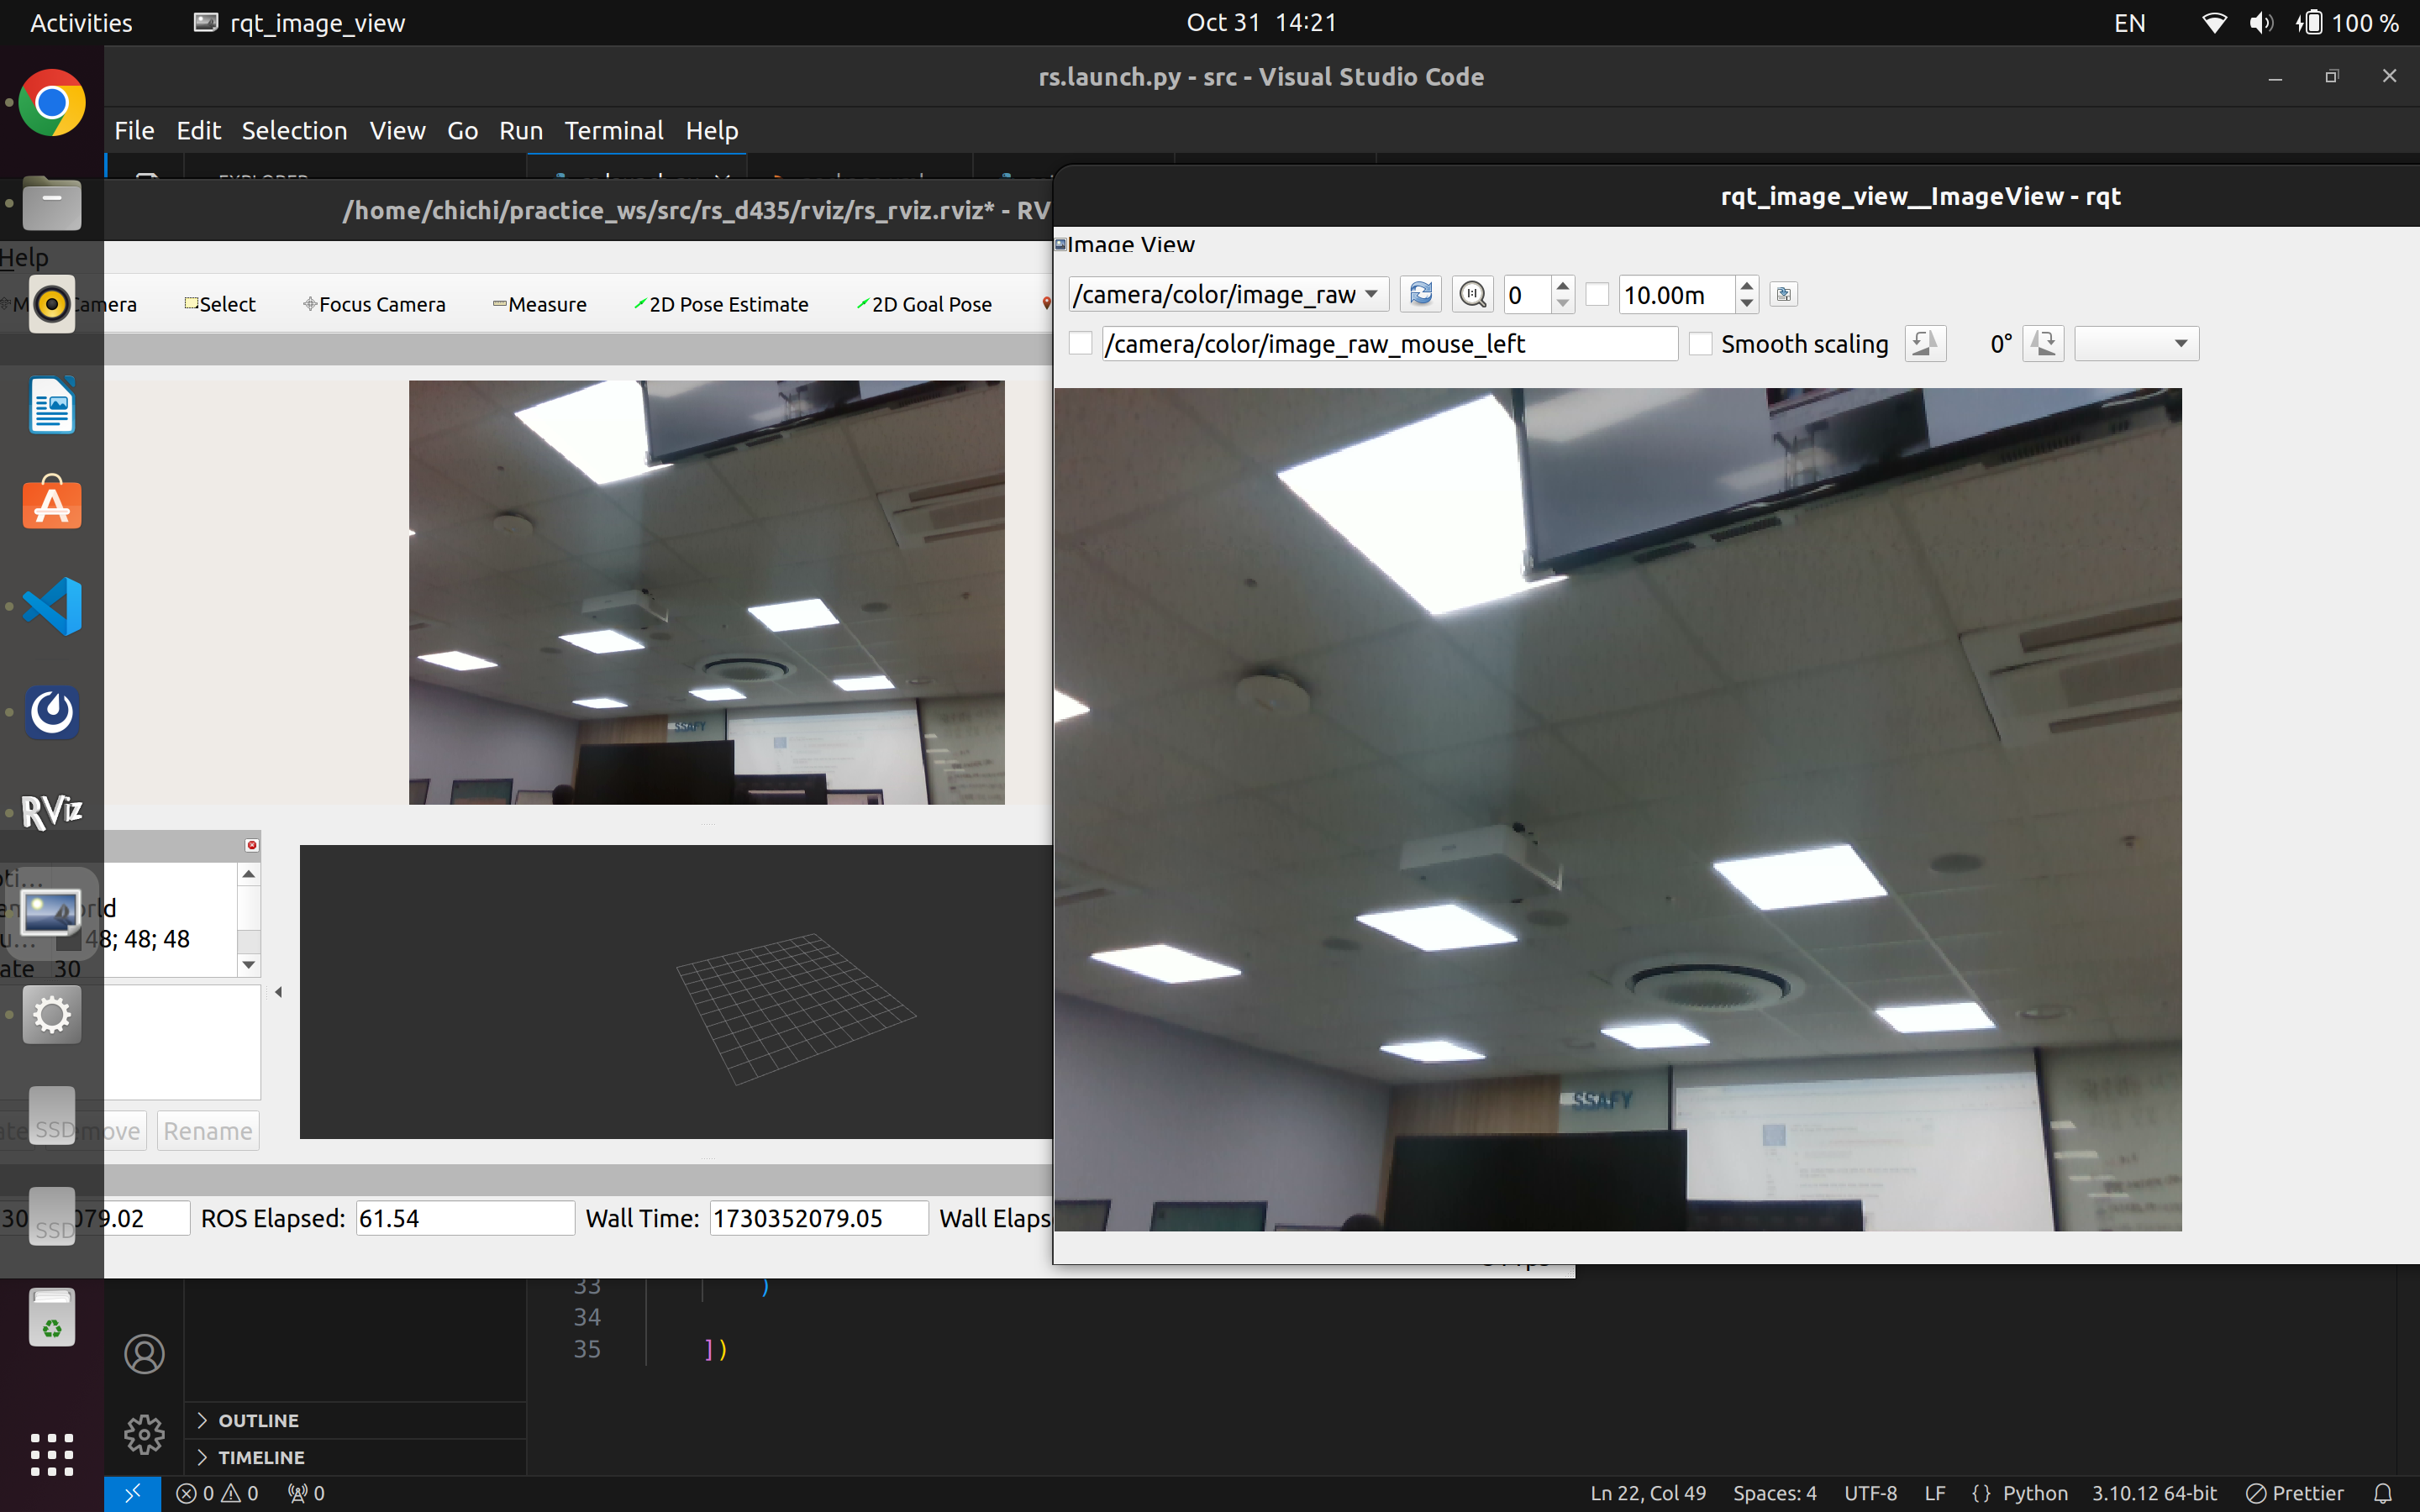 Activities
rqt_image_view
Oct 31 14:21
EN
100 %
rs.launch.py - src - Visual Studio Code
File Edit Selection View Go Run Terminal Help
/home/chichi/practice_ws/src/rs_d435/rviz/rs_rviz.rviz* - RV
Help
Select
Focus Camera
Measure
2D Pose Estimate
2D Goal Pose
rqt_image_view__ImageView - rqt
Image View
/camera/color/image_raw
0
10.00m
/camera/color/image_raw_mouse_left
Smooth scaling
0°
SSAFY
SSAFY
RViz
48; 48; 48
30
Rename
SSD
SSD
79.02
ROS Elapsed: 61.54
Wall Time: 1730352079.05
Wall Elaps
33 )
34
35 ])
OUTLINE
TIMELINE
0 0 0
Ln 22, Col 49
Spaces: 4
UTF-8
LF
{ } Python
3.10.12 64-bit
Prettier